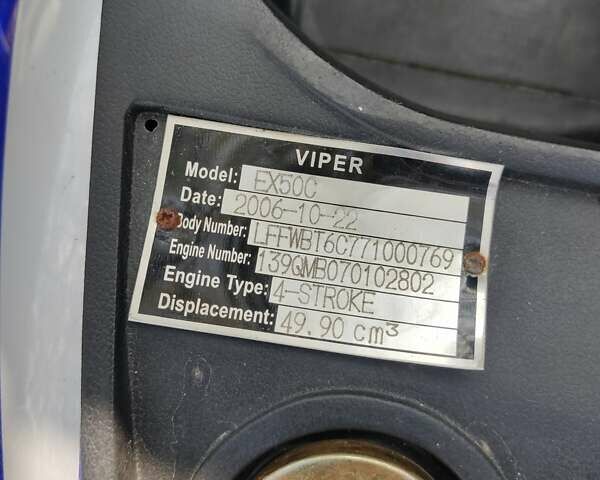 VIPER
Model: EX50C
Date: 2006-10-22
Body Number: LFFWBT6C771000769
Engine Number: 139QMB070102802
Engine Type: 4-STROKE
Displacement: 49.90 cm³